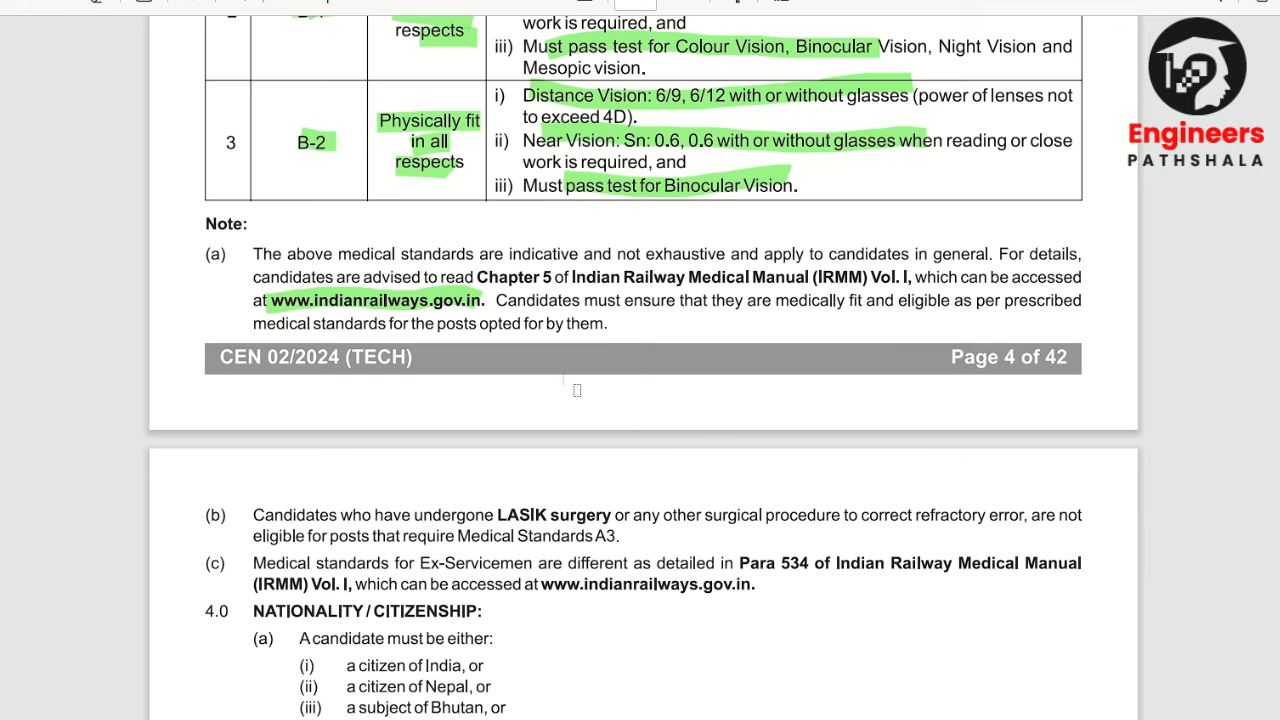 respects
work is required, and
iii) Must pass test for Colour Vision, Binocular Vision, Night Vision and
Mesopic vision.
3
B-2
Physically fit
in all
respects
i) Distance Vision: 6/9, 6/12 with or without glasses (power of lenses not
to exceed 4D).
ii) Near Vision: Sn: 0.6, 0.6 with or without glasses when reading or close
work is required, and
iii) Must pass test for Binocular Vision.
Engineers
PATHSHALA
Note:
(a) The above medical standards are indicative and not exhaustive and apply to candidates in general. For details,
candidates are advised to read Chapter 5 of Indian Railway Medical Manual (IRMM) Vol. I, which can be accessed
at www.indianrailways.gov.in. Candidates must ensure that they are medically fit and eligible as per prescribed
medical standards for the posts opted for by them.
CEN 02/2024 (TECH) Page 4 of 42
(b) Candidates who have undergone LASIK surgery or any other surgical procedure to correct refractory error, are not
eligible for posts that require Medical Standards A3.
(c) Medical standards for Ex-Servicemen are different as detailed in Para 534 of Indian Railway Medical Manual
(IRMM) Vol. I, which can be accessed at www.indianrailways.gov.in.
4.0 NATIONALITY / CITIZENSHIP:
(a) A candidate must be either:
(i) a citizen of India, or
(ii) a citizen of Nepal, or
(iii) a subject of Bhutan, or